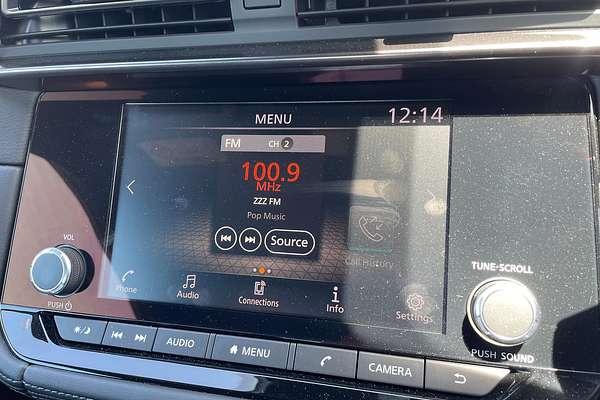 MENU
12:14
FM CH 2
100.9
MHz
ZZZ FM
Pop Music
Source
Call History
Phone Audio Connections Info Settings
VOL
PUSH
TUNE·SCROLL
PUSH SOUND
AUDIO MENU CAMERA